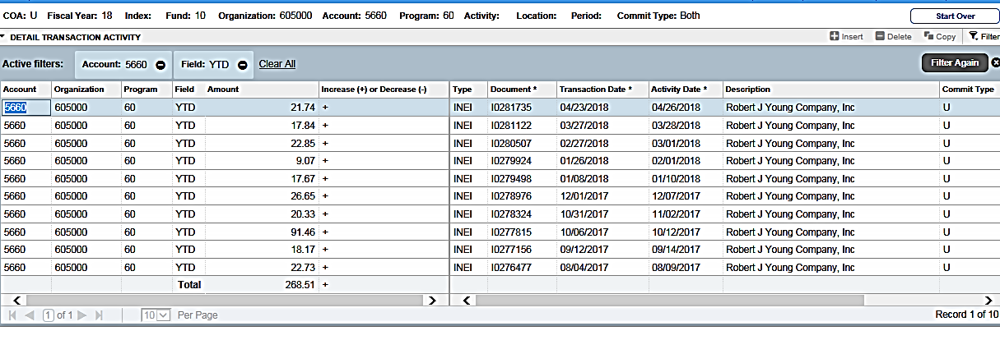 COA: U Fiscal Year: 18 Index: Fund: 10 Organization: 605000 Account: 5660 Program: 60 Activity: Location: Period: Commit Type: Both Start Over
DETAIL TRANSACTION ACTIVITY Insert Delete Copy Filter
Active filters: Account: 5660 Field: YTD Clear All Filter Again
Account Organization Program Field Amount Increase (+) or Decrease (-) Type Document * Transaction Date * Activity Date * Description Commit Type
5660 605000 60 YTD 21.74 + INEI I0281735 04/23/2018 04/26/2018 Robert J Young Company, Inc U
5660 605000 60 YTD 17.84 + INEI I0281122 03/27/2018 03/28/2018 Robert J Young Company, Inc U
5660 605000 60 YTD 22.85 + INEI I0280507 02/27/2018 03/01/2018 Robert J Young Company, Inc U
5660 605000 60 YTD 9.07 + INEI I0279924 01/26/2018 02/01/2018 Robert J Young Company, Inc U
5660 605000 60 YTD 17.67 + INEI I0279498 01/08/2018 01/10/2018 Robert J Young Company, Inc U
5660 605000 60 YTD 26.65 + INEI I0278976 12/01/2017 12/07/2017 Robert J Young Company, Inc U
5660 605000 60 YTD 20.33 + INEI I0278324 10/31/2017 11/02/2017 Robert J Young Company, Inc U
5660 605000 60 YTD 91.46 + INEI I0277815 10/06/2017 10/12/2017 Robert J Young Company, Inc U
5660 605000 60 YTD 18.17 + INEI I0277156 09/12/2017 09/14/2017 Robert J Young Company, Inc U
5660 605000 60 YTD 22.73 + INEI I0276477 08/04/2017 08/09/2017 Robert J Young Company, Inc U
Total 268.51 +
1 of 1 10 Per Page Record 1 of 10